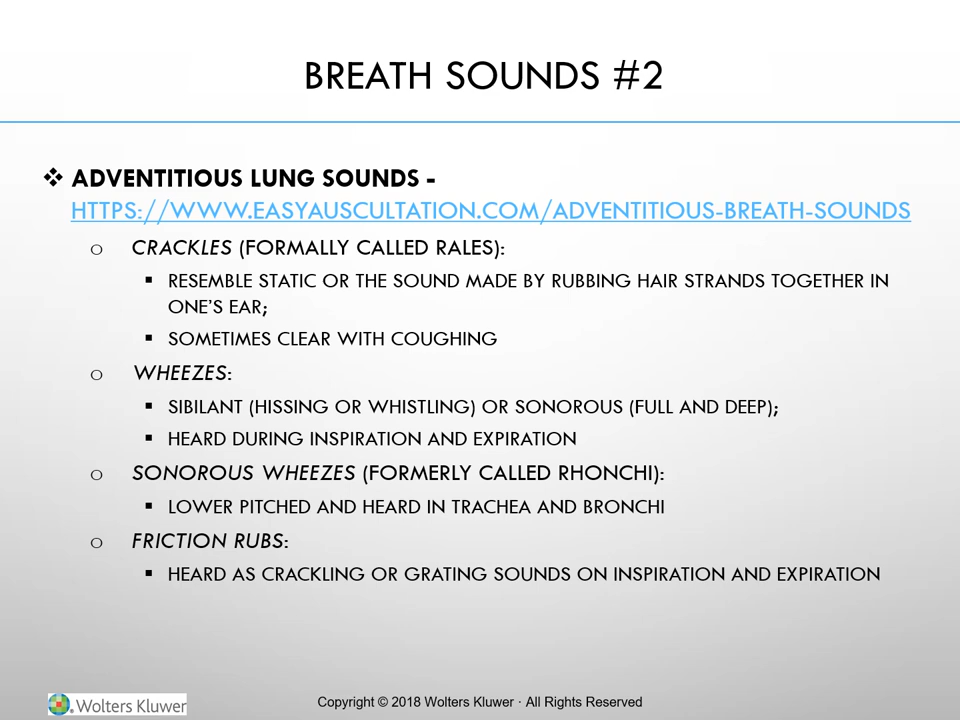 BREATH SOUNDS #2
❖ ADVENTITIOUS LUNG SOUNDS -
HTTPS://WWW.EASYAUSCULTATION.COM/ADVENTITIOUS-BREATH-SOUNDS
o CRACKLES (FORMALLY CALLED RALES):
▪ RESEMBLE STATIC OR THE SOUND MADE BY RUBBING HAIR STRANDS TOGETHER IN
ONE'S EAR;
▪ SOMETIMES CLEAR WITH COUGHING
o WHEEZES:
▪ SIBILANT (HISSING OR WHISTLING) OR SONOROUS (FULL AND DEEP);
▪ HEARD DURING INSPIRATION AND EXPIRATION
o SONOROUS WHEEZES (FORMERLY CALLED RHONCHI):
▪ LOWER PITCHED AND HEARD IN TRACHEA AND BRONCHI
o FRICTION RUBS:
▪ HEARD AS CRACKLING OR GRATING SOUNDS ON INSPIRATION AND EXPIRATION
Wolters Kluwer
Copyright © 2018 Wolters Kluwer · All Rights Reserved